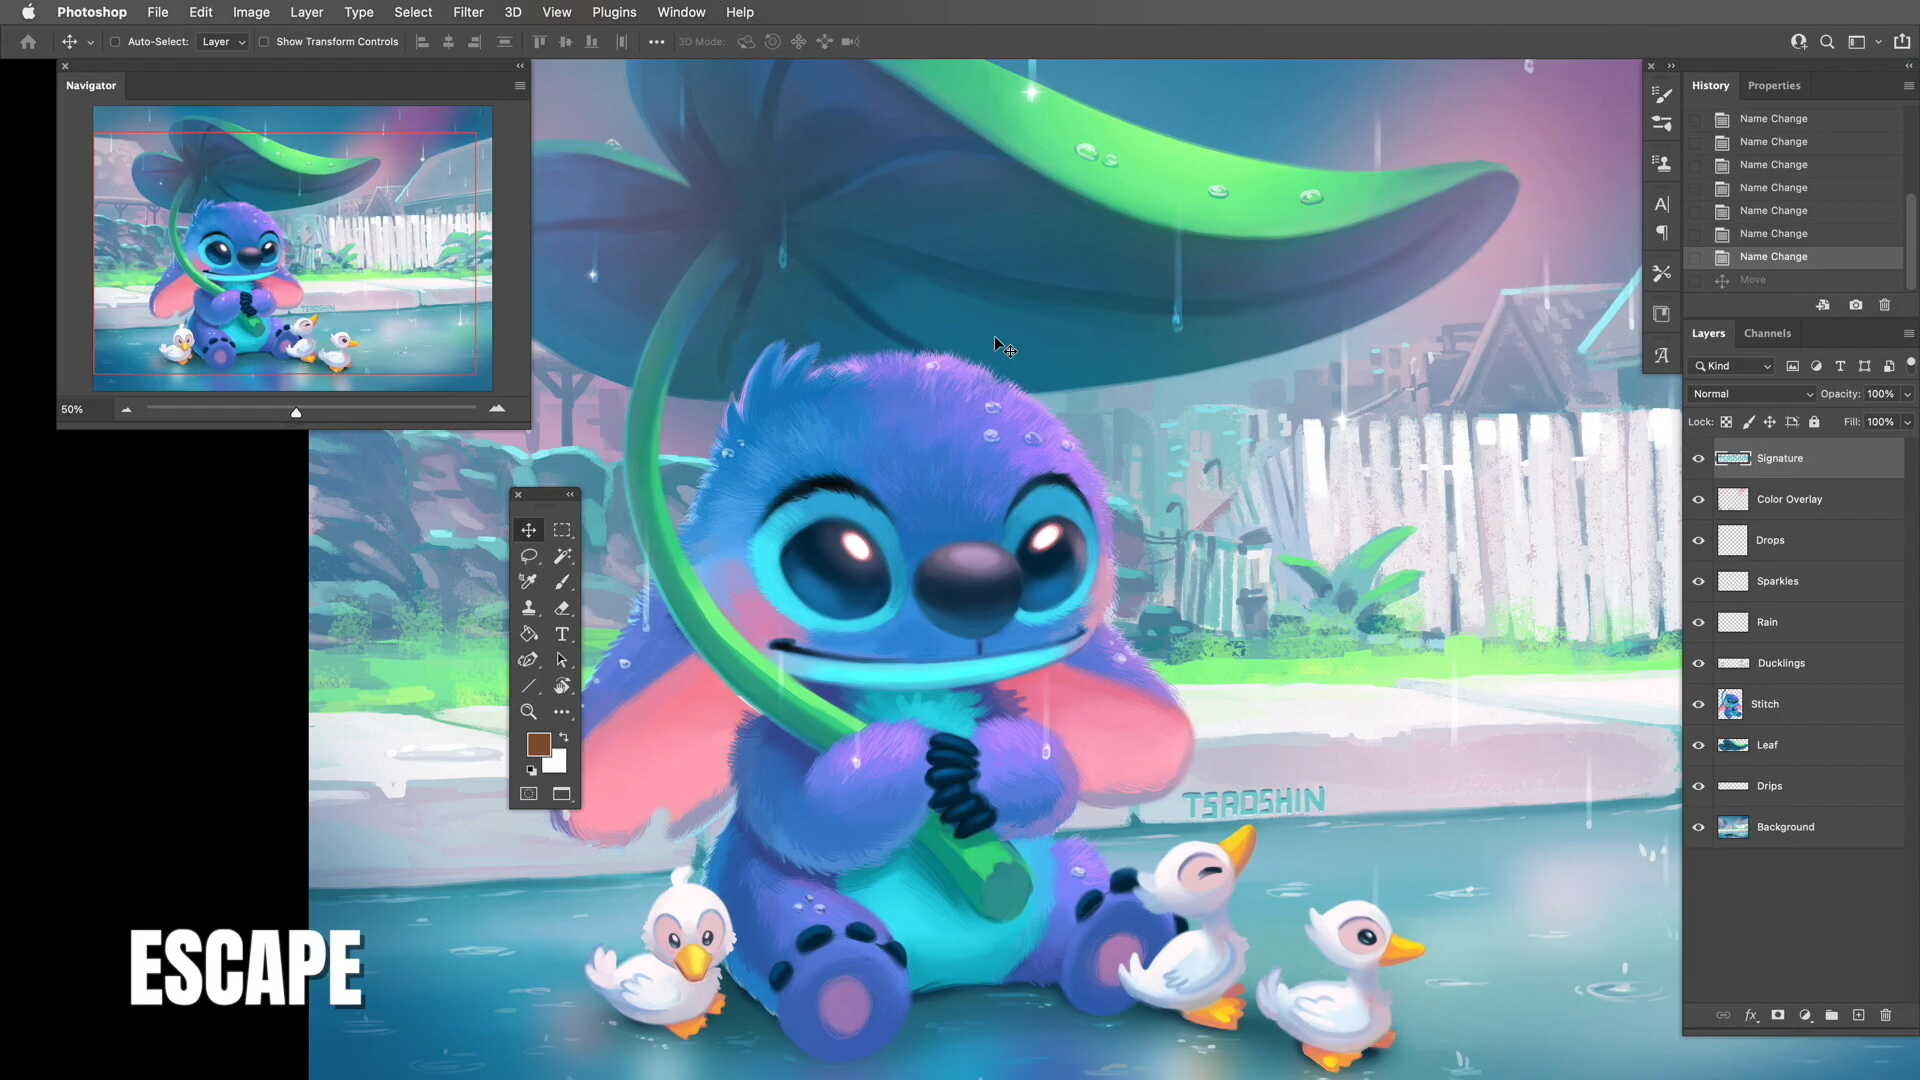 Photoshop File Edit Image Layer Type Select Filter 3D View Plugins Window Help
Auto-Select: Layer Show Transform Controls 3D Mode:
Navigator
50%
TSAOSHIN
ESCAPE
History Properties
Name Change
Name Change
Name Change
Name Change
Name Change
Name Change
Name Change
Move
Layers Channels
Kind
Normal Opacity: 100%
Lock: Fill: 100%
Signature
Color Overlay
Drops
Sparkles
Rain
Ducklings
Stitch
Leaf
Drips
Background